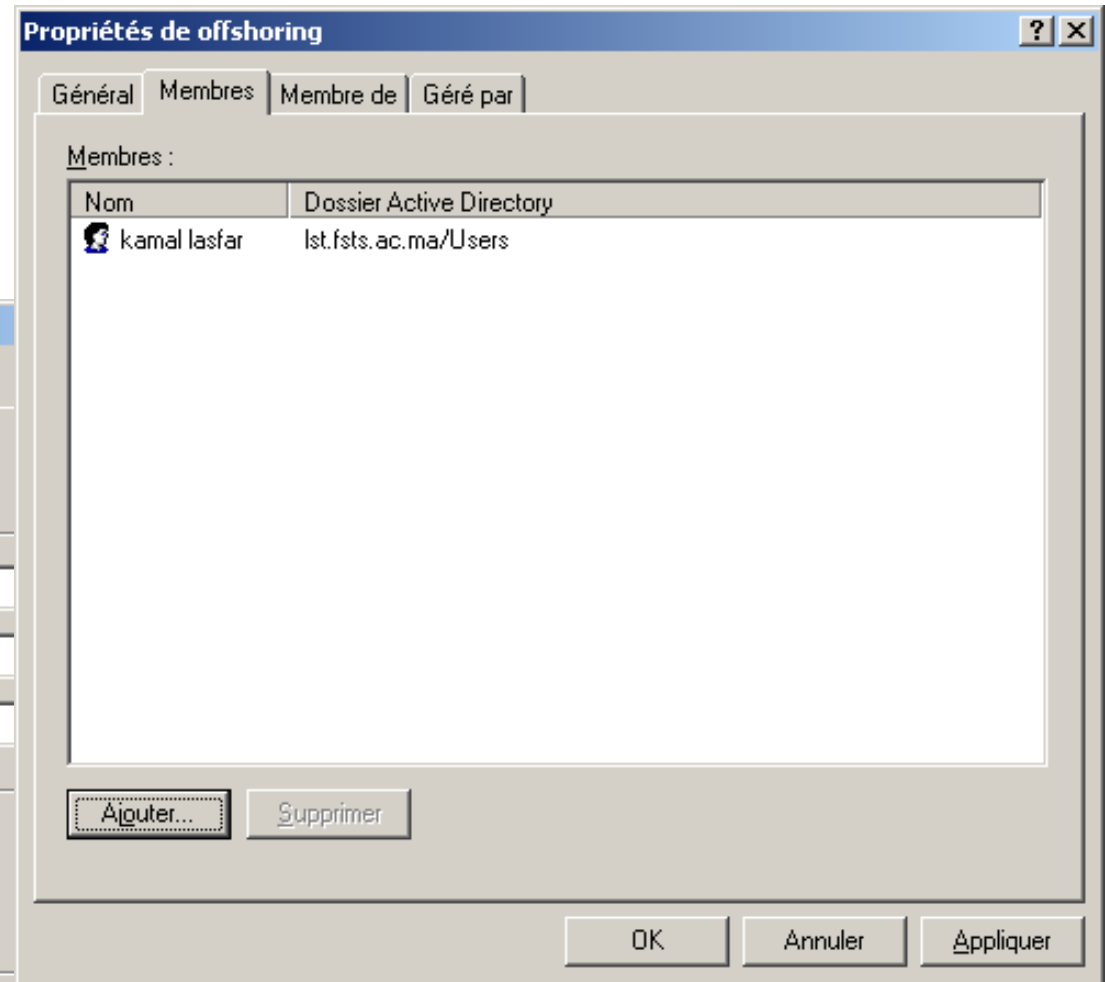 Propriétés de offshoring
Général Membres Membre de Géré par
Membres :
Nom Dossier Active Directory
kamal lasfar lst.fsts.ac.ma/Users
Ajouter... Supprimer
OK Annuler Appliquer